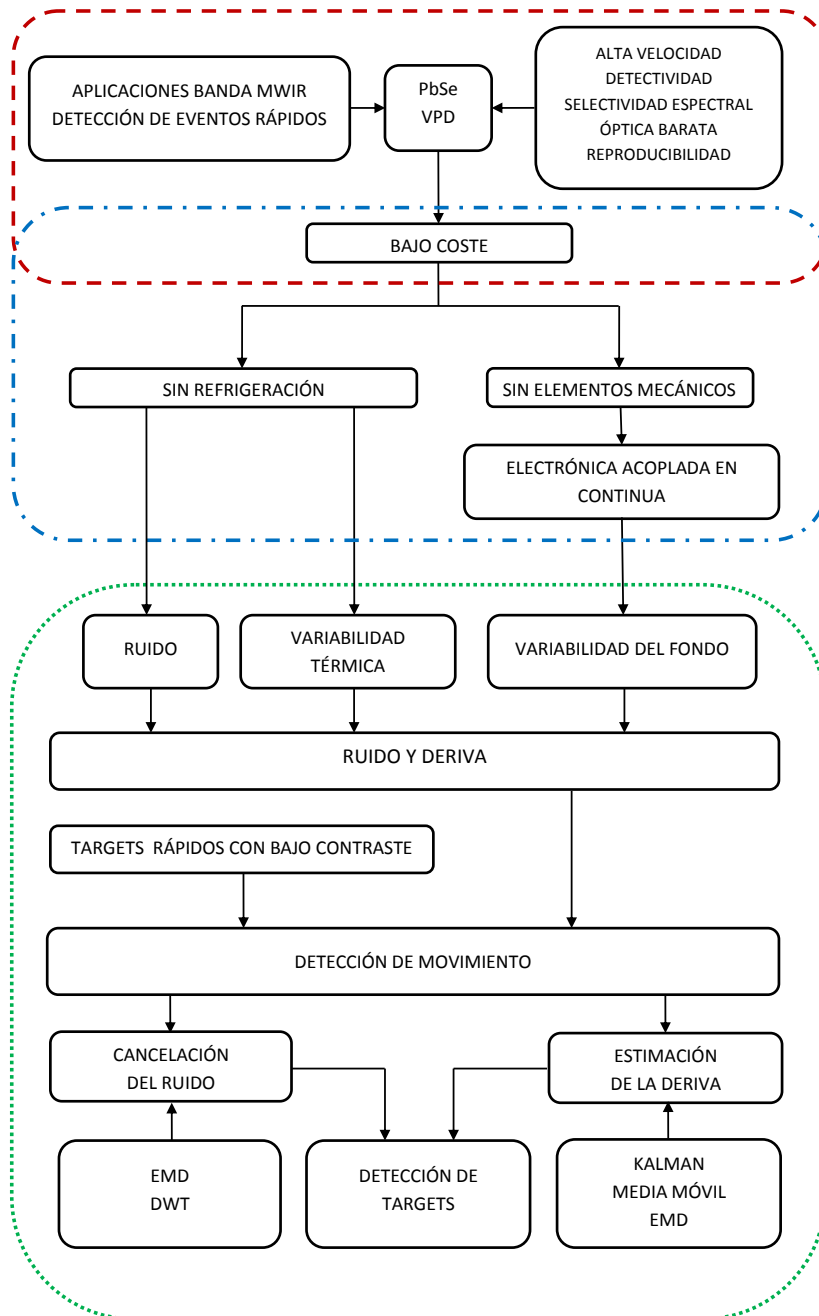 APLICACIONES BANDA MWIR
DETECCIÓN DE EVENTOS RÁPIDOS
PbSe
VPD
ALTA VELOCIDAD
DETECTIVIDAD
SELECTIVIDAD ESPECTRAL
ÓPTICA BARATA
REPRODUCIBILIDAD
BAJO COSTE
SIN REFRIGERACIÓN
SIN ELEMENTOS MECÁNICOS
ELECTRÓNICA ACOPLADA EN
CONTINUA
RUIDO
VARIABILIDAD
TÉRMICA
VARIABILIDAD DEL FONDO
RUIDO Y DERIVA
TARGETS RÁPIDOS CON BAJO CONTRASTE
DETECCIÓN DE MOVIMIENTO
CANCELACIÓN
DEL RUIDO
ESTIMACIÓN
DE LA DERIVA
EMD
DWT
DETECCIÓN DE
TARGETS
KALMAN
MEDIA MÓVIL
EMD